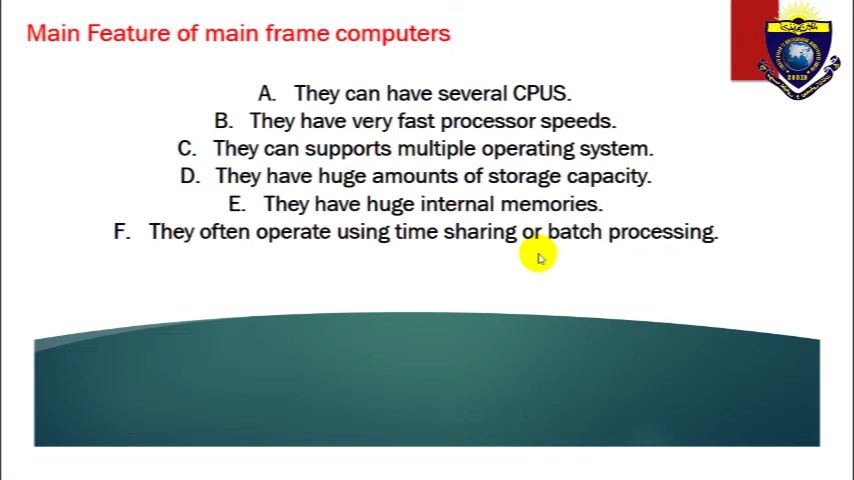 Main Feature of main frame computers
A. They can have several CPUS.
B. They have very fast processor speeds.
C. They can supports multiple operating system.
D. They have huge amounts of storage capacity.
E. They have huge internal memories.
F. They often operate using time sharing or batch processing.